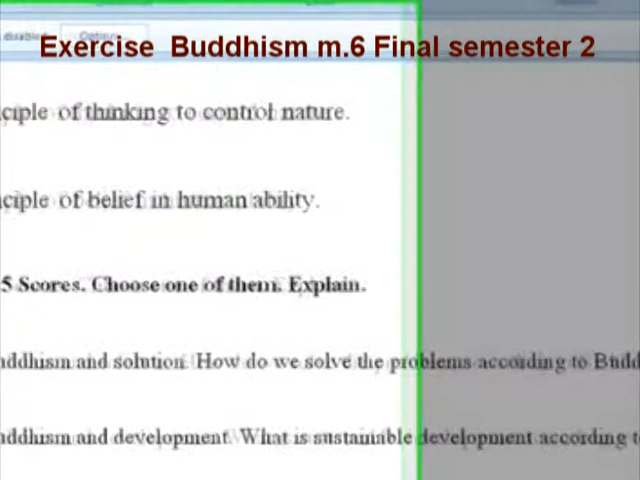 disable
Exercise Buddhism m.6 Final semester 2
ciple of thinking to control nature.
ciple of belief in human ability.
5 Scores. Choose one of them. Explain.
ddhism and solution. How do we solve the problems according to Budd
ddhism and development. What is sustainable development according to